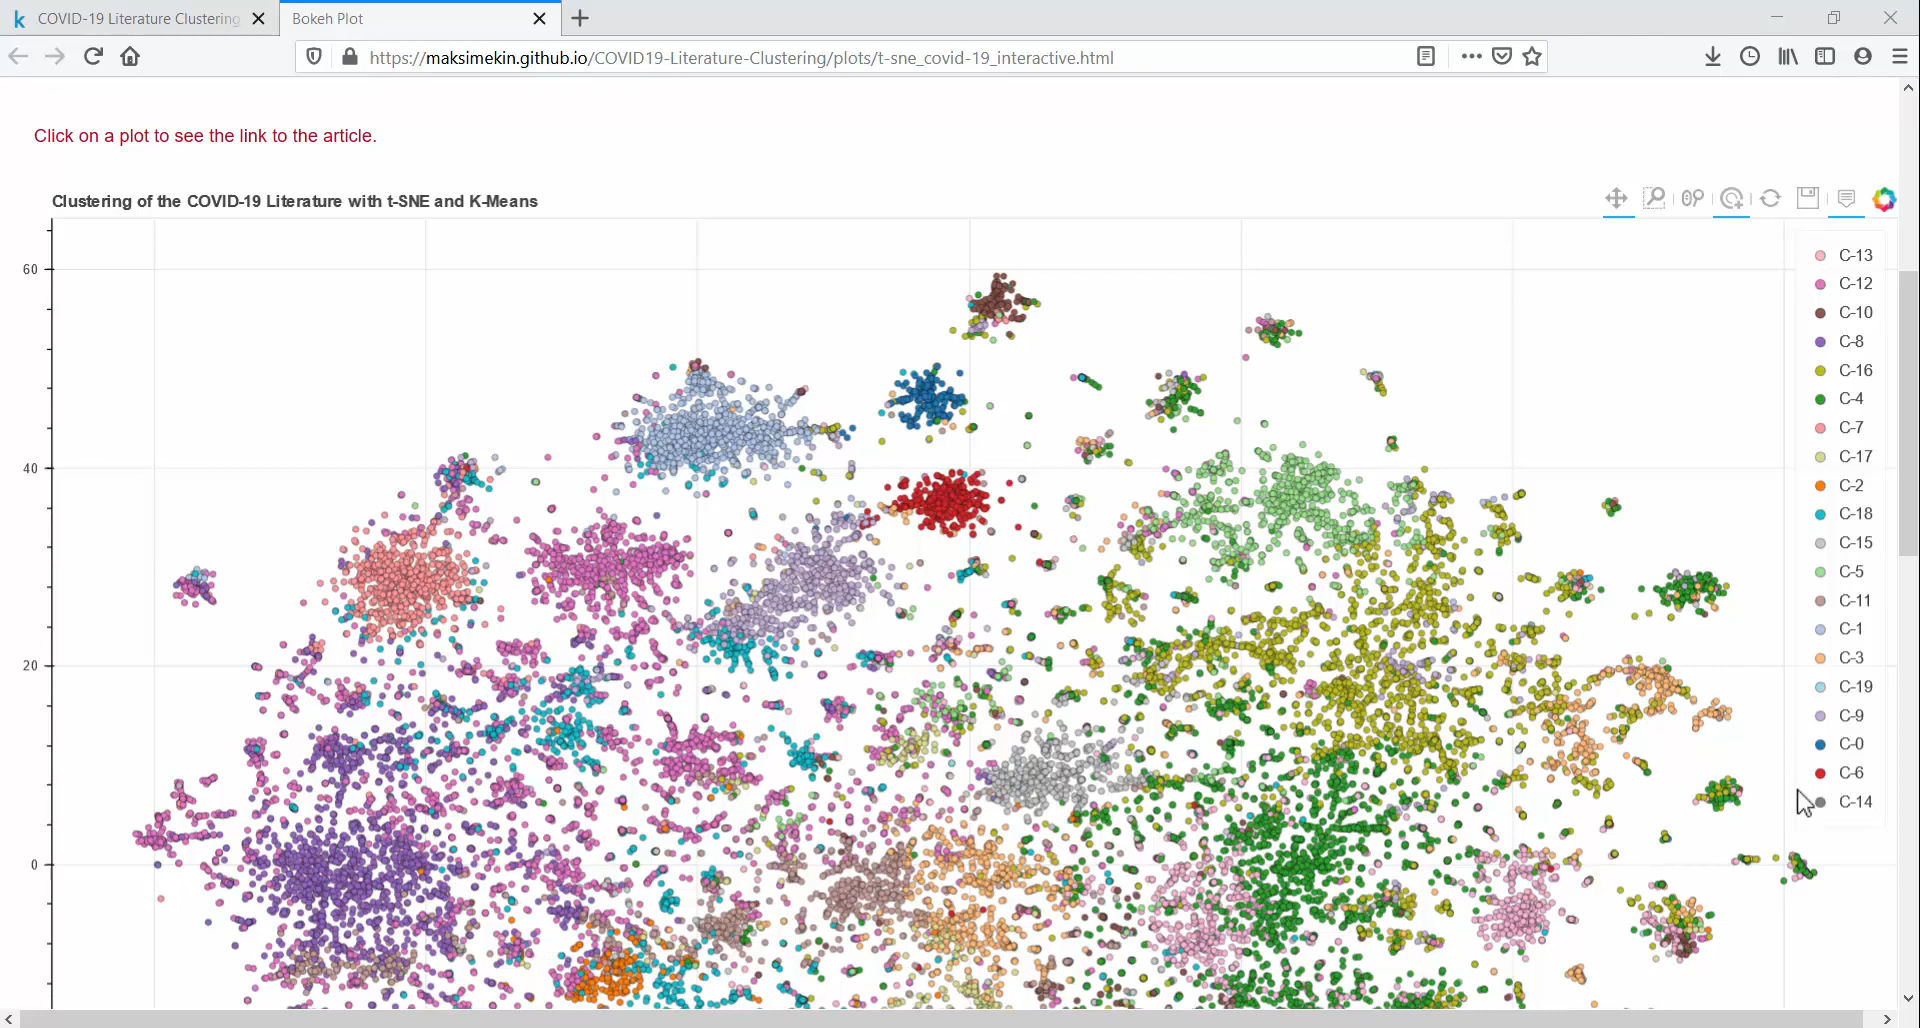 COVID-19 Literature Clustering
Bokeh Plot
https://maksimekin.github.io/COVID19-Literature-Clustering/plots/t-sne_covid-19_interactive.html
Click on a plot to see the link to the article.
Clustering of the COVID-19 Literature with t-SNE and K-Means
60
40
20
0
C-13
C-12
C-10
C-8
C-16
C-4
C-7
C-17
C-2
C-18
C-15
C-5
C-11
C-1
C-3
C-19
C-9
C-0
C-6
C-14